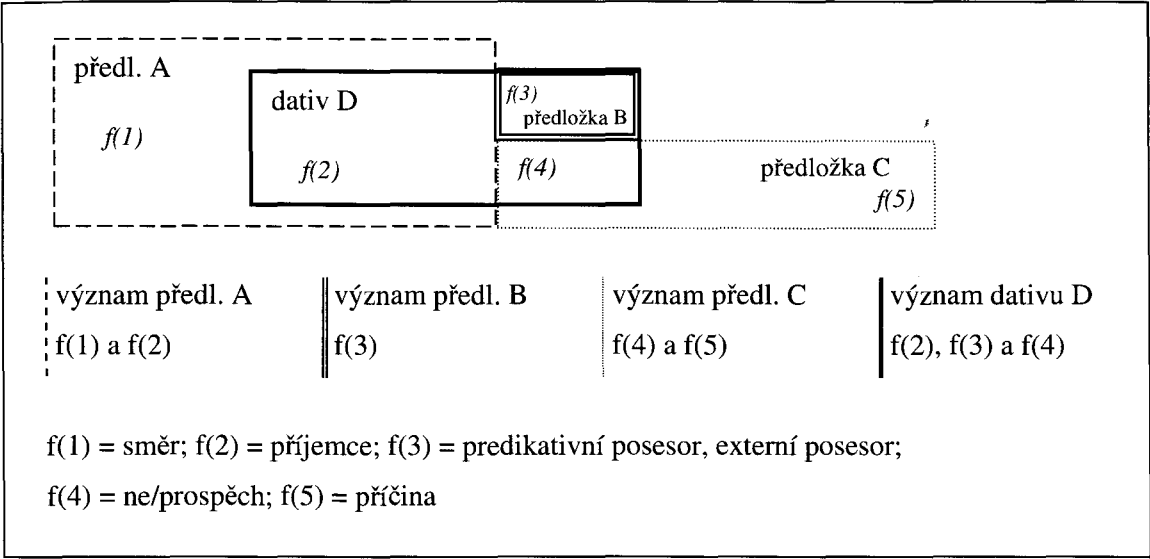 předl. A
dativ D
f(3)
předložka B
f(1)
f(2)
f(4)
předložka C
f(5)
význam předl. A
f(1) a f(2)
význam předl. B
f(3)
význam předl. C
f(4) a f(5)
význam dativu D
f(2), f(3) a f(4)
f(1) = směr; f(2) = příjemce; f(3) = predikativní posesor, externí posesor;
f(4) = ne/prospěch; f(5) = příčina